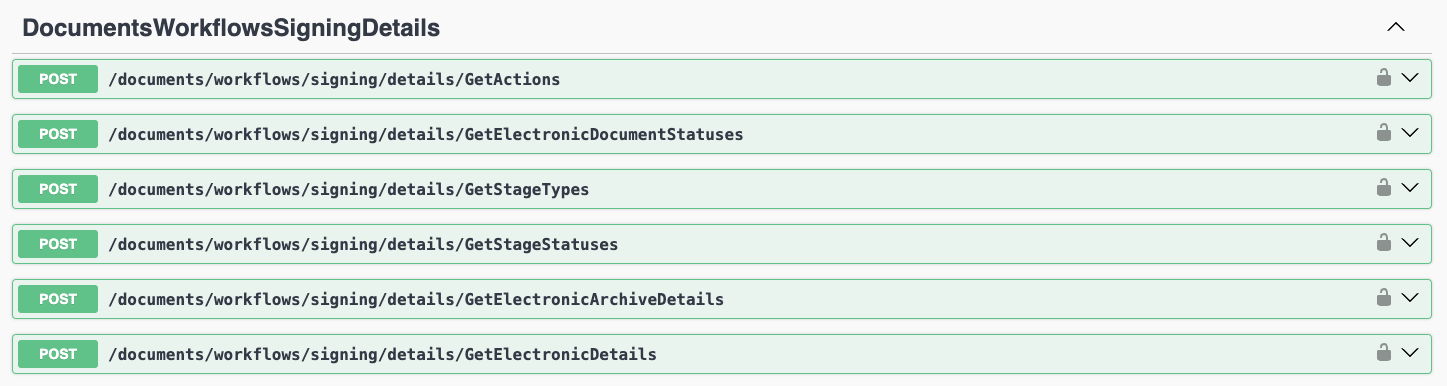 DocumentsWorkflowsSigningDetails
POST /documents/workflows/signing/details/GetActions
POST /documents/workflows/signing/details/GetElectronicDocumentStatuses
POST /documents/workflows/signing/details/GetStageTypes
POST /documents/workflows/signing/details/GetStageStatuses
POST /documents/workflows/signing/details/GetElectronicArchiveDetails
POST /documents/workflows/signing/details/GetElectronicDetails